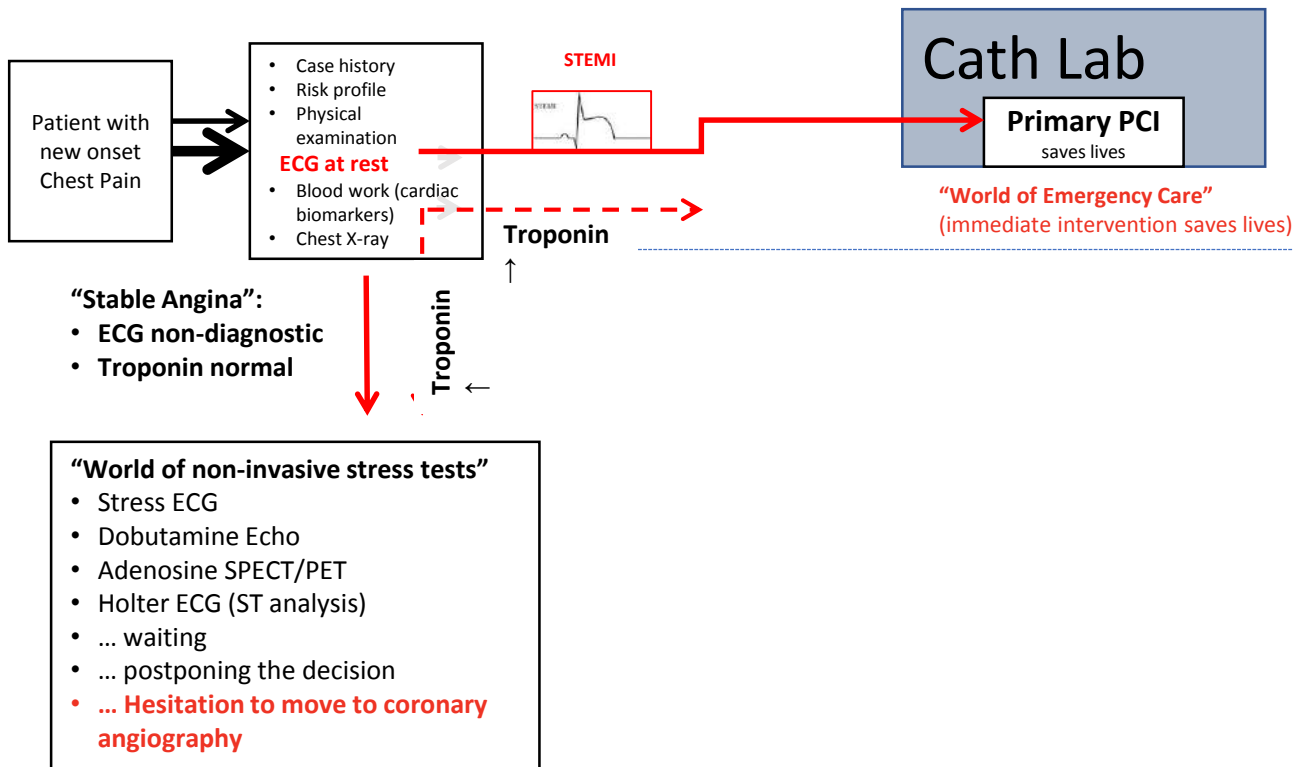 Patient with
new onset
Chest Pain
• Case history
• Risk profile
• Physical
examination
ECG at rest
• Blood work (cardiac
biomarkers)
• Chest X-ray
STEMI
STEMI
Cath Lab
Primary PCI
saves lives
“World of Emergency Care”
(immediate intervention saves lives)
Troponin
↑
“Stable Angina”:
• ECG non-diagnostic
• Troponin normal
Troponin
↑
“World of non-invasive stress tests”
• Stress ECG
• Dobutamine Echo
• Adenosine SPECT/PET
• Holter ECG (ST analysis)
• … waiting
• … postponing the decision
• … Hesitation to move to coronary
angiography